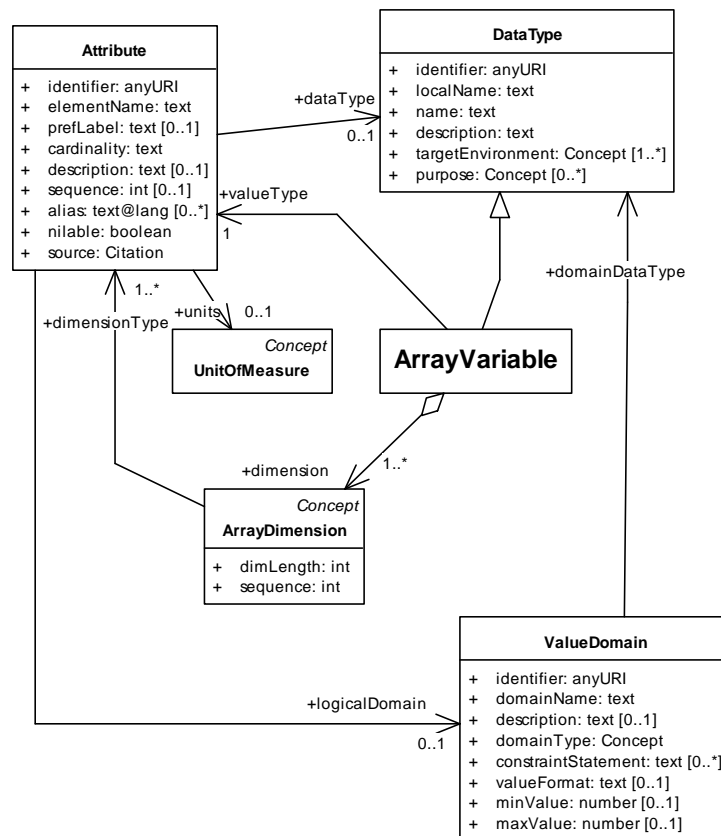 Attribute
+ identifier: anyURI
+ elementName: text
+ prefLabel: text [0..1]
+ cardinality: text
+ description: text [0..1]
+ sequence: int [0..1]
+ alias: text@lang [0..*]
+ nilable: boolean
+ source: Citation
DataType
+ identifier: anyURI
+ localName: text
+ name: text
+ description: text
+ targetEnvironment: Concept [1..*]
+ purpose: Concept [0..*]
+dataType
0..1
+valueType
1
+domainDataType
1..*
+dimensionType
+units
0..1
Concept
UnitOfMeasure
ArrayVariable
+dimension
1..*
Concept
ArrayDimension
+ dimLength: int
+ sequence: int
+logicalDomain
0..1
ValueDomain
+ identifier: anyURI
+ domainName: text
+ description: text [0..1]
+ domainType: Concept
+ constraintStatement: text [0..*]
+ valueFormat: text [0..1]
+ minValue: number [0..1]
+ maxValue: number [0..1]